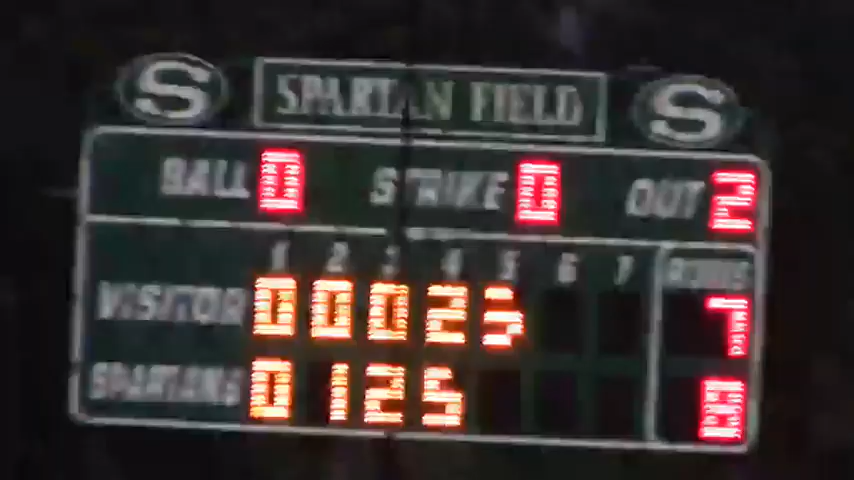 S SPARTAN FIELD S
BALL 0 STRIKE 0 OUT 2
1 2 3 4 5 6 7 RUNS
VISITOR 0 0 0 2 5 7
SPARTANS 0 1 2 5 8